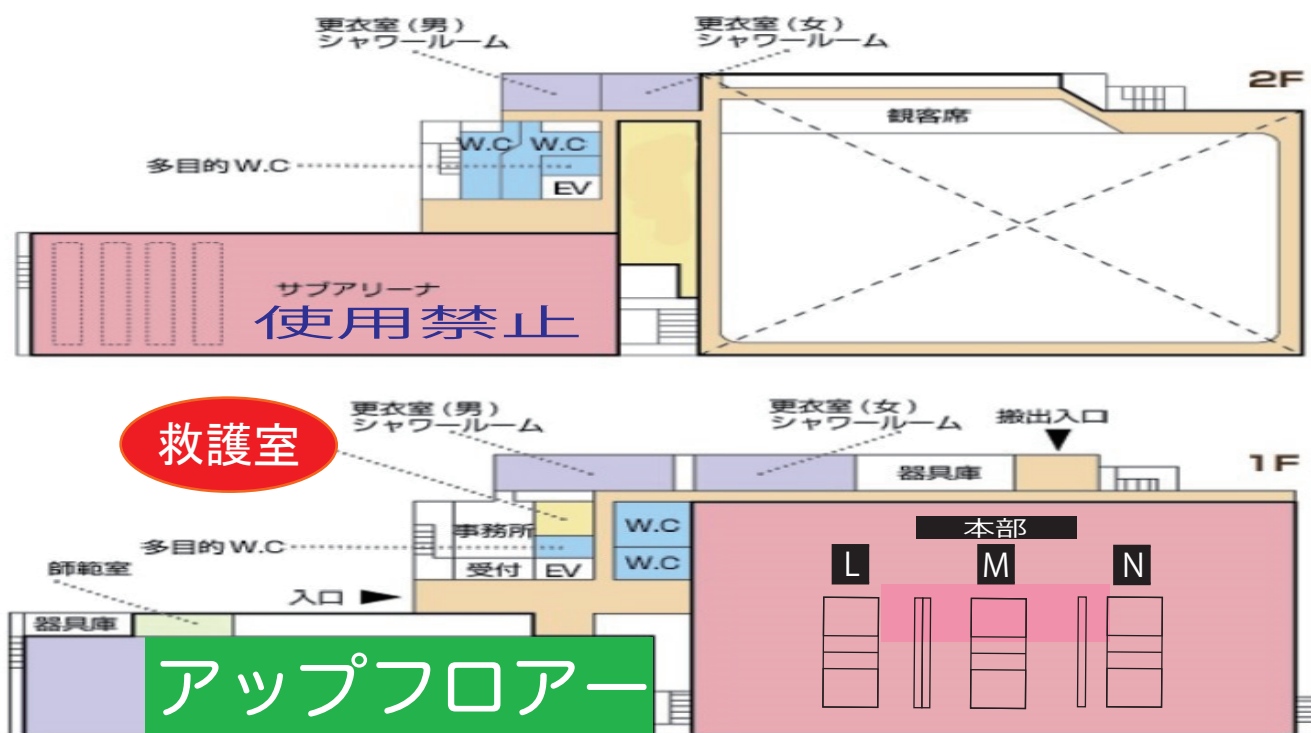 更衣室(男)
シャワールーム
更衣室(女)
シャワールーム
2F
観客席
W.C
W.C
多目的W.C
EV
サブアリーナ
使用禁止
救護室
更衣室(男)
シャワールーム
更衣室(女)
シャワールーム
搬出入口
1F
器具庫
事務所
W.C
本部
多目的W.C
受付
EV
W.C
L
M
N
師範室
入口
器具庫
アップフロアー